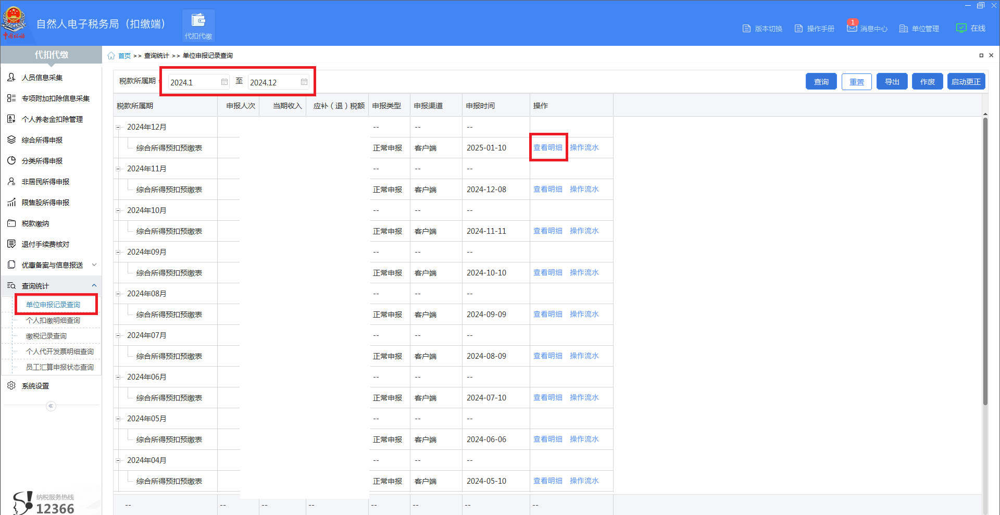 自然人电子税务局（扣缴端）
代扣代缴
版本切换
操作手册
1
消息中心
单位管理
在线
代扣代缴
首页 >> 查询统计 >> 单位申报记录查询
人员信息采集
专项附加扣除信息采集
个人养老金扣除管理
综合所得申报
分类所得申报
非居民所得申报
限售股所得申报
税款缴纳
退付手续费核对
优惠备案与信息报送
查询统计
单位申报记录查询
个人扣缴明细查询
缴税记录查询
个人代开发票明细查询
员工汇算申报状态查询
系统设置
纳税服务热线
12366
税款所属期 2024.1 至 2024.12 查询 重置 导出 作废 启动更正
税款所属期 申报人次 当期收入 应补（退）税额 申报类型 申报渠道 申报时间 操作
2024年12月 -- -- --
综合所得预扣预缴表 正常申报 客户端 2025-01-10 查看明细 操作流水
2024年11月 -- -- --
综合所得预扣预缴表 正常申报 客户端 2024-12-08 查看明细 操作流水
2024年10月 -- -- --
综合所得预扣预缴表 正常申报 客户端 2024-11-11 查看明细 操作流水
2024年09月 -- -- --
综合所得预扣预缴表 正常申报 客户端 2024-10-10 查看明细 操作流水
2024年08月 -- -- --
综合所得预扣预缴表 正常申报 客户端 2024-09-09 查看明细 操作流水
2024年07月 -- -- --
综合所得预扣预缴表 正常申报 客户端 2024-08-09 查看明细 操作流水
2024年06月 -- -- --
综合所得预扣预缴表 正常申报 客户端 2024-07-10 查看明细 操作流水
2024年05月 -- -- --
综合所得预扣预缴表 正常申报 客户端 2024-06-06 查看明细 操作流水
2024年04月 -- -- --
综合所得预扣预缴表 正常申报 客户端 2024-05-10 查看明细 操作流水
-- -- -- -- -- -- -- --